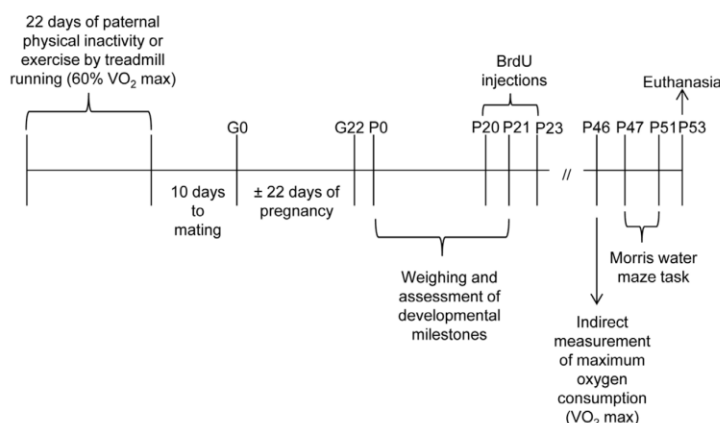 22 days of paternal
physical inactivity or
exercise by treadmill
running (60% VO₂ max)
BrdU
injections
Euthanasia
G0
G22 P0
P20 P21 P23
P46 P47 P51 P53
10 days
to
mating
± 22 days of
pregnancy
//
Weighing and
assessment of
developmental
milestones
Morris water
maze task
Indirect
measurement
of maximum
oxygen
consumption
(VO₂ max)